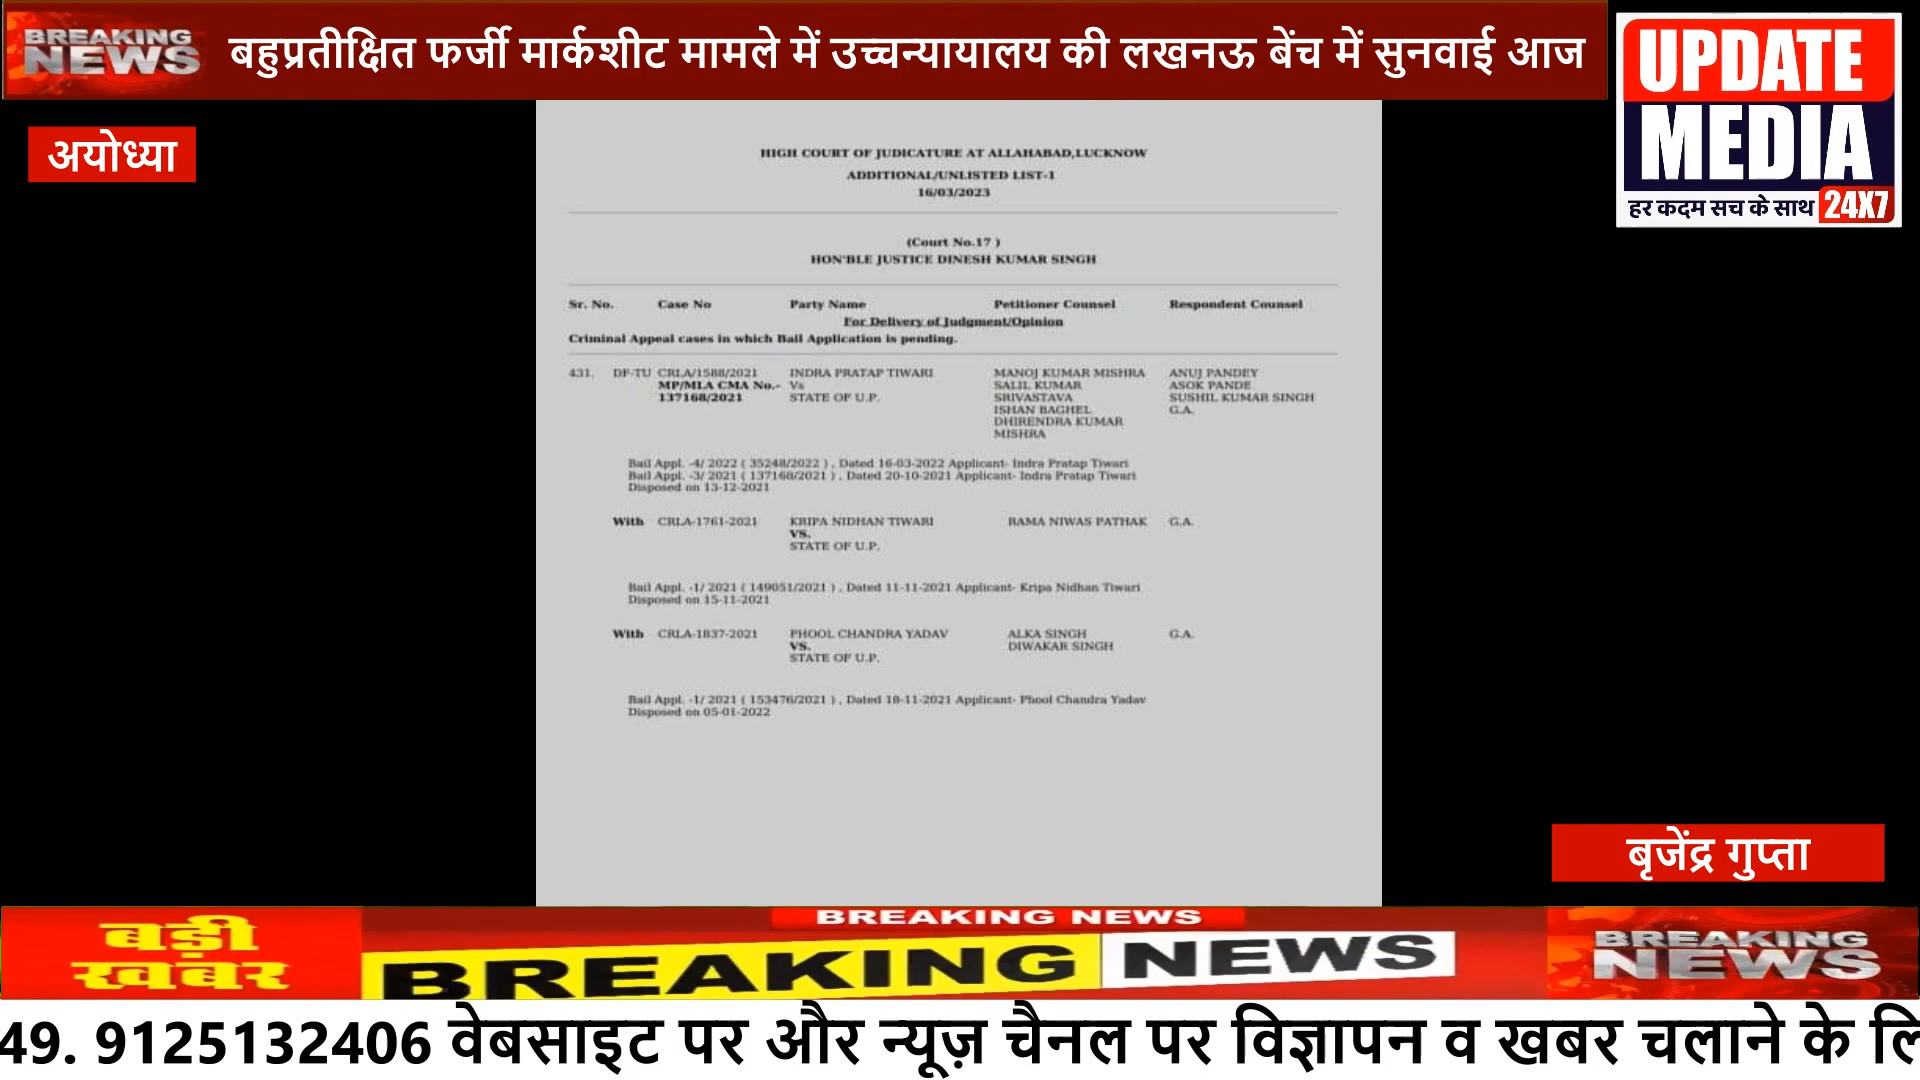 BREAKING NEWS
बहुप्रतीक्षित फर्जी मार्कशीट मामले में उच्चन्यायालय की लखनऊ बेंच में सुनवाई आज
UPDATE
MEDIA
हर कदम सच के साथ 24X7
अयोध्या
HIGH COURT OF JUDICATURE AT ALLAHABAD,LUCKNOW
ADDITIONAL/UNLISTED LIST-1
16/03/2023
(Court No.17 )
HON'BLE JUSTICE DINESH KUMAR SINGH
Sr. No. Case No Party Name Petitioner Counsel Respondent Counsel
For Delivery of Judgment/Opinion
Criminal Appeal cases in which Bail Application is pending.
431. DF-TU CRLA/1588/2021 INDRA PRATAP TIWARI MANOJ KUMAR MISHRA ANUJ PANDEY
MP/MLA CMA No.- Vs SALIL KUMAR ASOK PANDE
137168/2021 STATE OF U.P. SRIVASTAVA SUSHIL KUMAR SINGH
ISHAN BAGHEL G.A.
DHIRENDRA KUMAR
MISHRA
Bail Appl. -4/ 2022 ( 35248/2022 ) , Dated 16-03-2022 Applicant- Indra Pratap Tiwari
Bail Appl. -3/ 2021 ( 137168/2021 ) , Dated 20-10-2021 Applicant- Indra Pratap Tiwari
Disposed on 13-12-2021
With CRLA-1761-2021 KRIPA NIDHAN TIWARI RAMA NIWAS PATHAK G.A.
VS.
STATE OF U.P.
Bail Appl. -1/ 2021 ( 149051/2021 ) , Dated 11-11-2021 Applicant- Kripa Nidhan Tiwari
Disposed on 15-11-2021
With CRLA-1837-2021 PHOOL CHANDRA YADAV ALKA SINGH G.A.
VS. DIWAKAR SINGH
STATE OF U.P.
Bail Appl. -1/ 2021 ( 153476/2021 ) , Dated 18-11-2021 Applicant- Phool Chandra Yadav
Disposed on 05-01-2022
बृजेंद्र गुप्ता
बड़ी
खबर
BREAKING NEWS
BREAKING NEWS
BREAKING NEWS
49. 9125132406 वेबसाइट पर और न्यूज़ चैनल पर विज्ञापन व खबर चलाने के लि